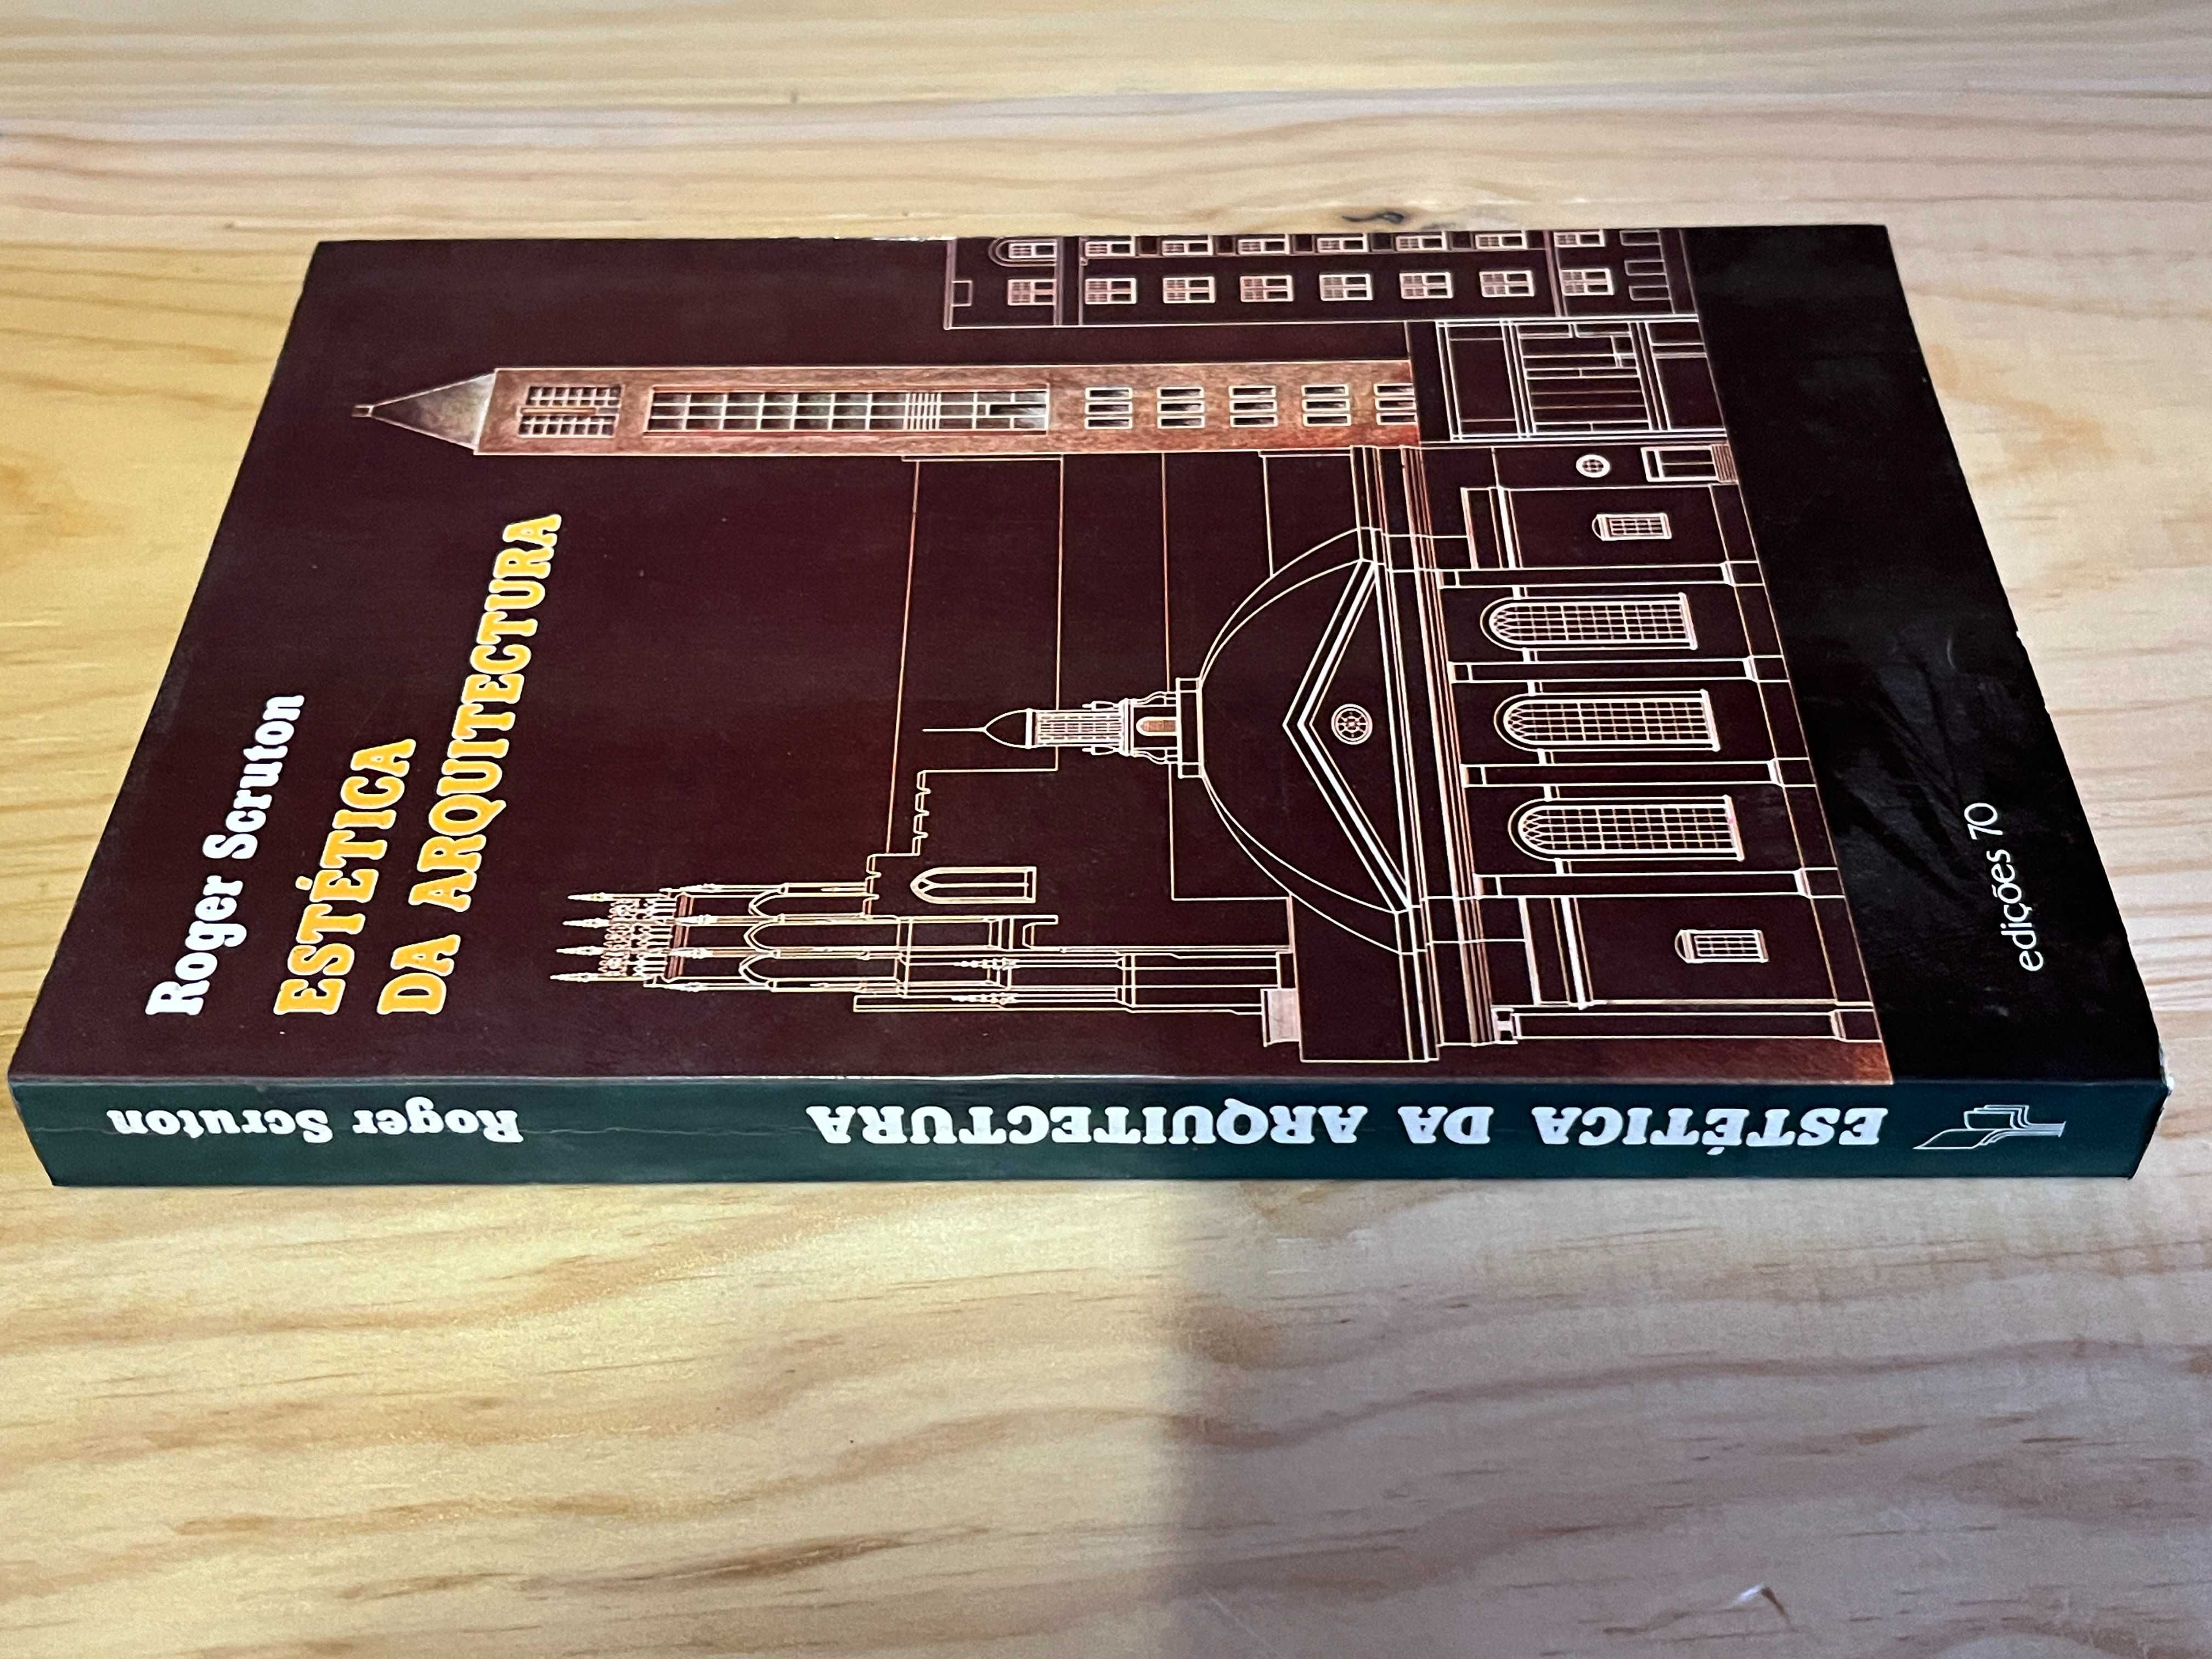 Roger Scruton
ESTÉTICA
DA ARQUITECTURA
edições 70
ESTÉTICA DA ARQUITECTURA
Roger Scruton